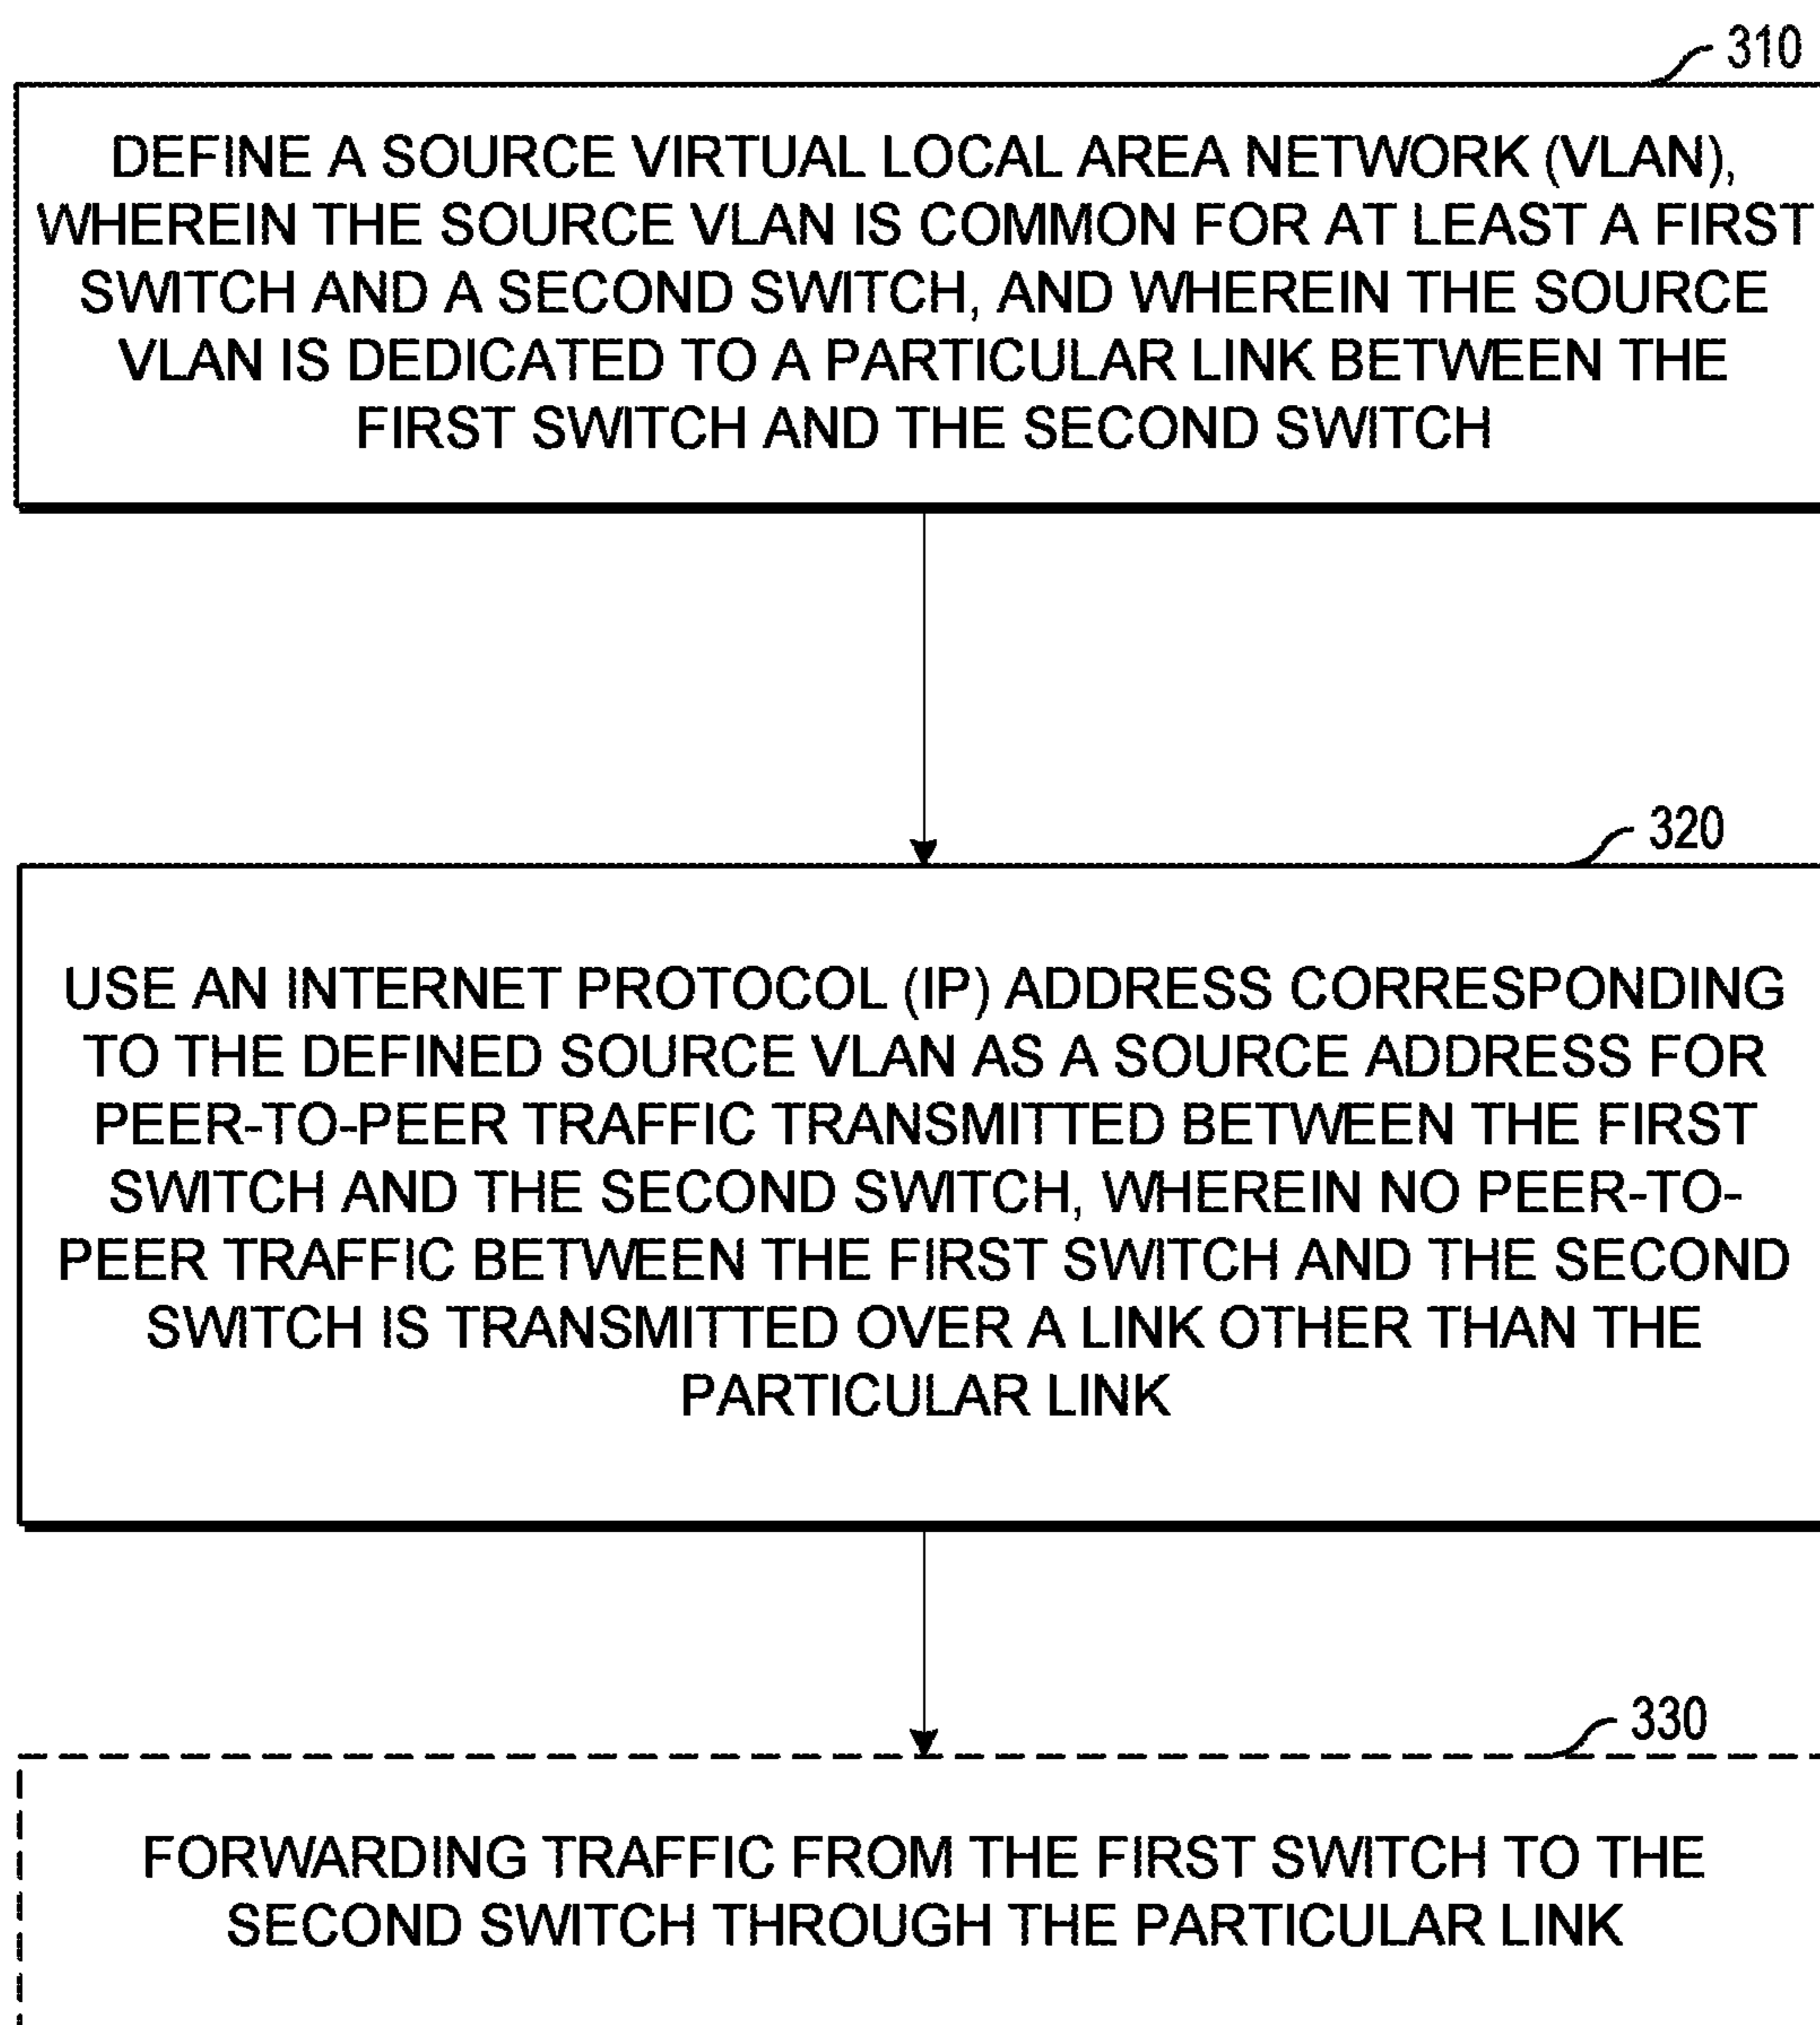 310
DEFINE A SOURCE VIRTUAL LOCAL AREA NETWORK (VLAN),
WHEREIN THE SOURCE VLAN IS COMMON FOR AT LEAST A FIRST
SWITCH AND A SECOND SWITCH, AND WHEREIN THE SOURCE
VLAN IS DEDICATED TO A PARTICULAR LINK BETWEEN THE
FIRST SWITCH AND THE SECOND SWITCH
320
USE AN INTERNET PROTOCOL (IP) ADDRESS CORRESPONDING
TO THE DEFINED SOURCE VLAN AS A SOURCE ADDRESS FOR
PEER-TO-PEER TRAFFIC TRANSMITTED BETWEEN THE FIRST
SWITCH AND THE SECOND SWITCH, WHEREIN NO PEER-TO-
PEER TRAFFIC BETWEEN THE FIRST SWITCH AND THE SECOND
SWITCH IS TRANSMITTED OVER A LINK OTHER THAN THE
PARTICULAR LINK
330
FORWARDING TRAFFIC FROM THE FIRST SWITCH TO THE
SECOND SWITCH THROUGH THE PARTICULAR LINK